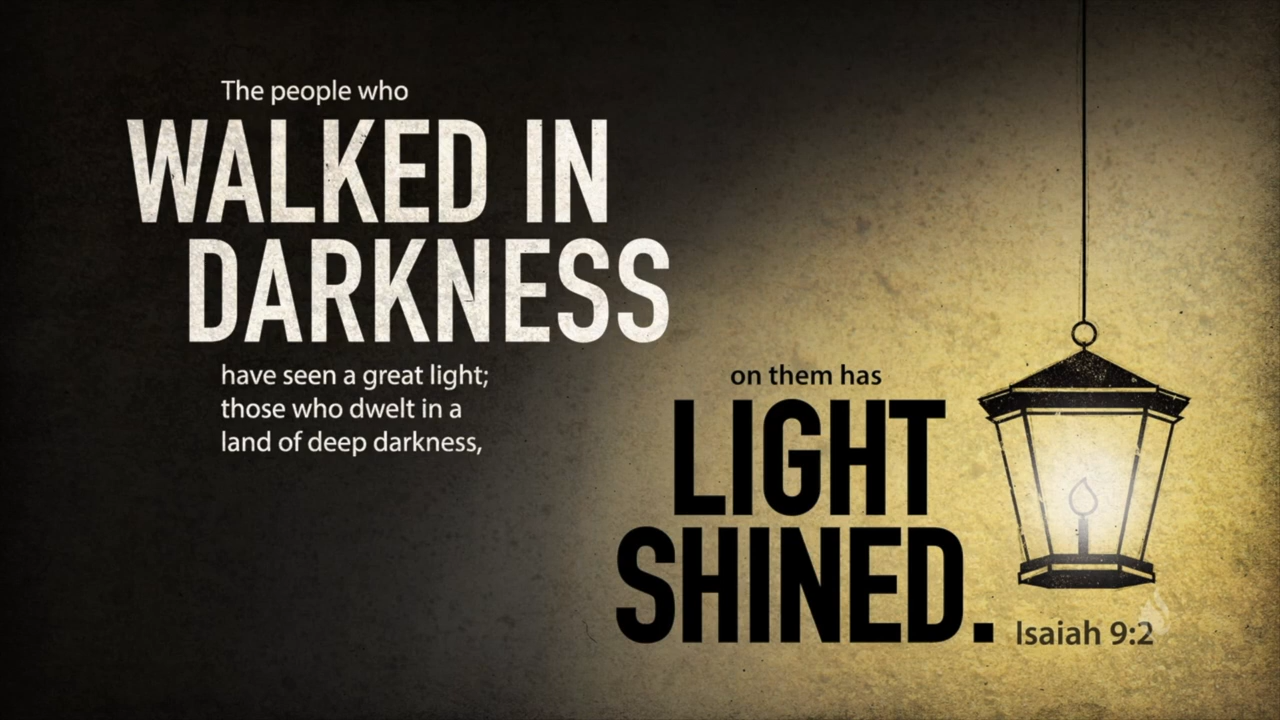 The people who
WALKED IN
DARKNESS
have seen a great light;
those who dwelt in a
land of deep darkness,
on them has
LIGHT
SHINED.
Isaiah 9:2